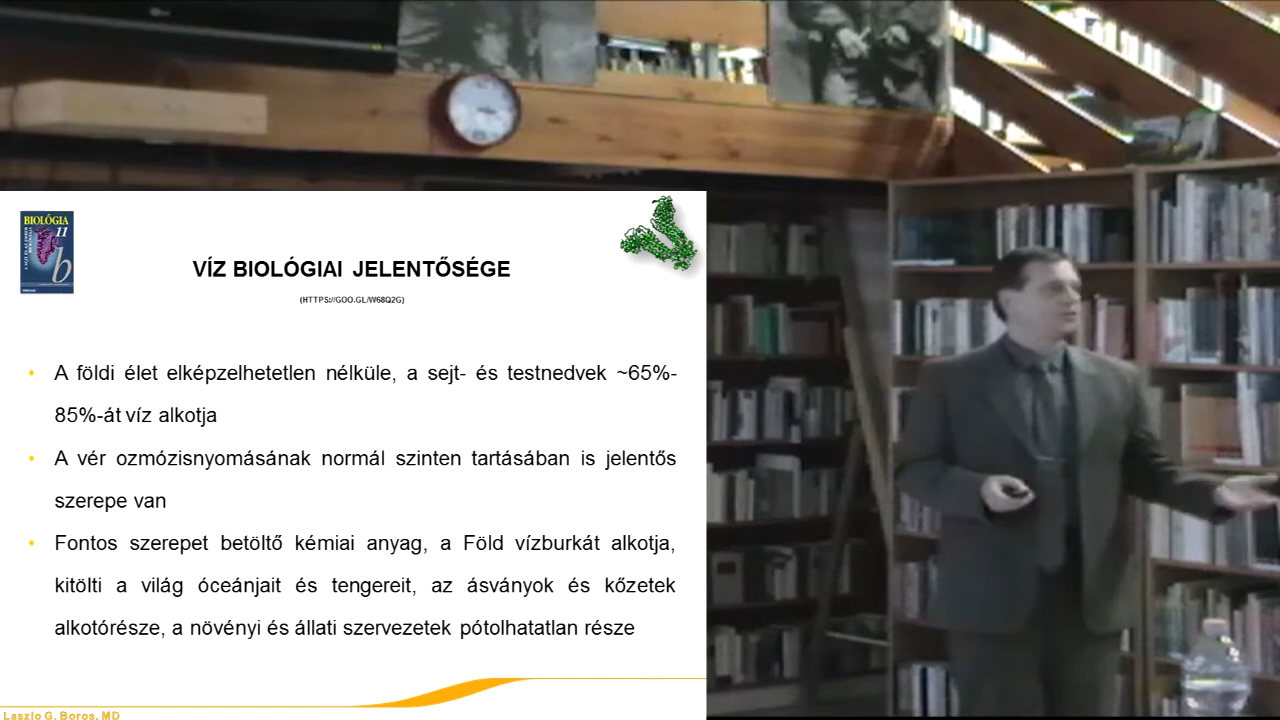 BIOLÓGIA
11
b
VÍZ BIOLÓGIAI JELENTŐSÉGE
(HTTPS://GOO.GL/W68Q2G)
• A földi élet elképzelhetetlen nélküle, a sejt- és testnedvek ~65%-
85%-át víz alkotja
• A vér ozmózisnyomásának normál szinten tartásában is jelentős
szerepe van
• Fontos szerepet betöltő kémiai anyag, a Föld vízburkát alkotja,
kitölti a világ óceánjait és tengereit, az ásványok és kőzetek
alkotórésze, a növényi és állati szervezetek pótolhatatlan része
Laszlo G. Boros, MD